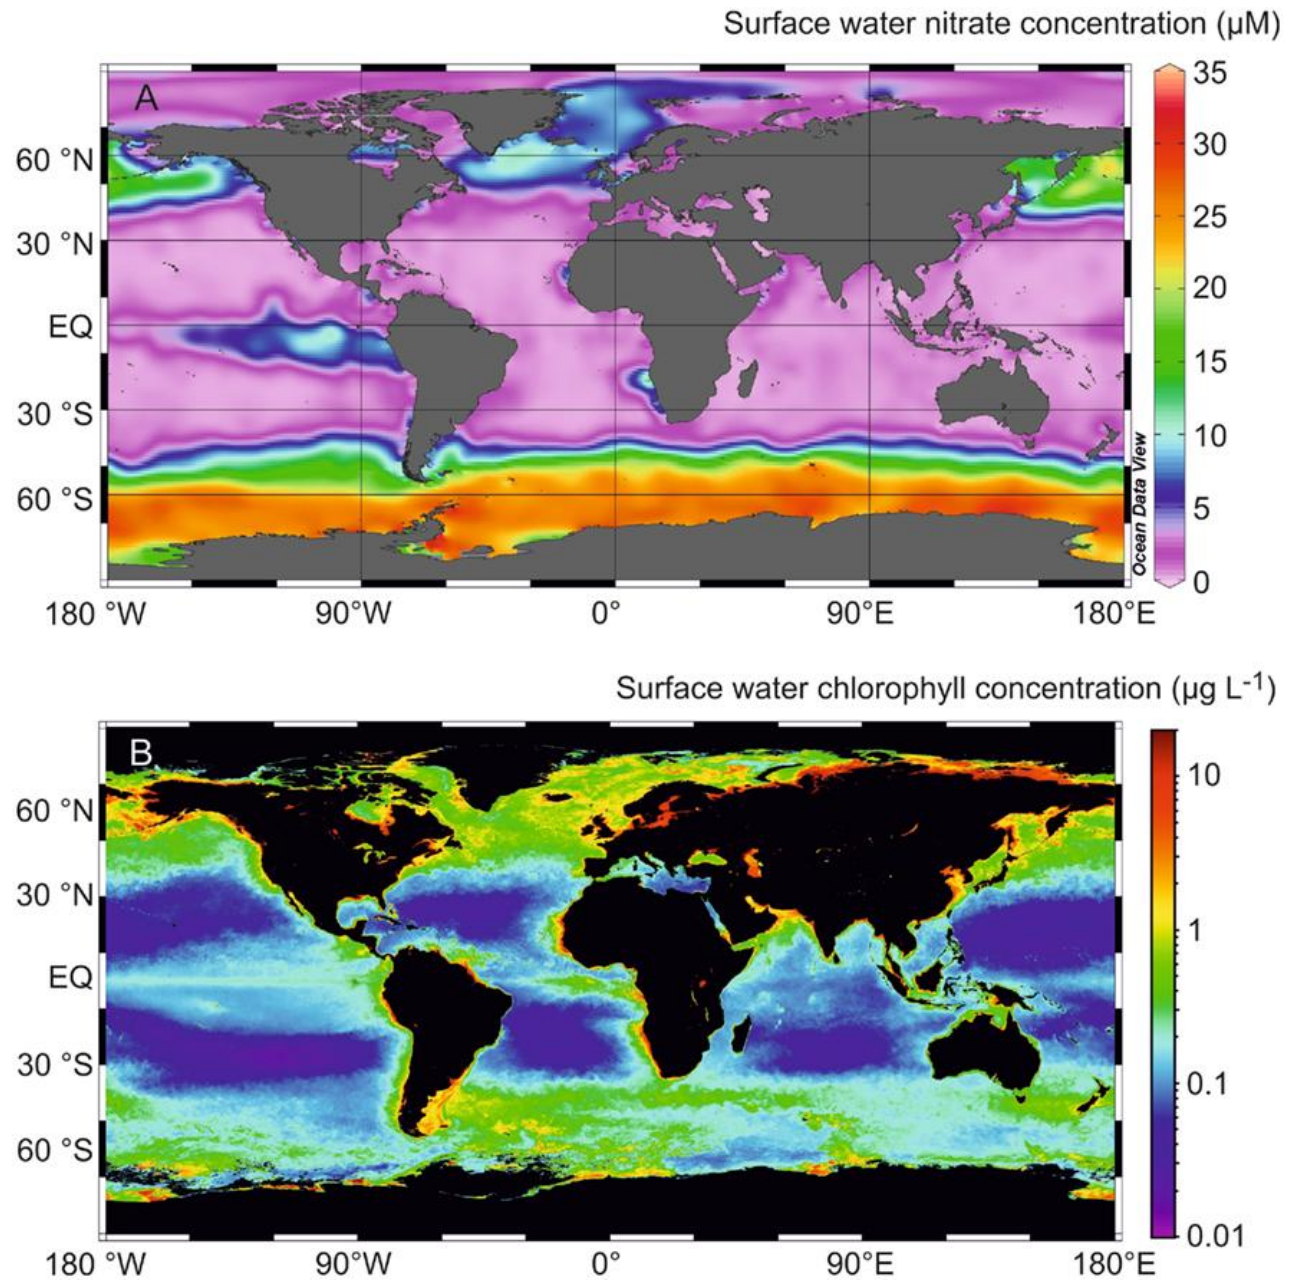 Surface water nitrate concentration (µM)
A
35
30
25
20
15
10
5
0
60 °N
30 °N
EQ
30 °S
60 °S
Ocean Data View
180 °W 90°W 0° 90°E 180°E
Surface water chlorophyll concentration (µg L-1)
B
10
1
0.1
0.01
60 °N
30 °N
EQ
30 °S
60 °S
180 °W 90°W 0° 90°E 180°E